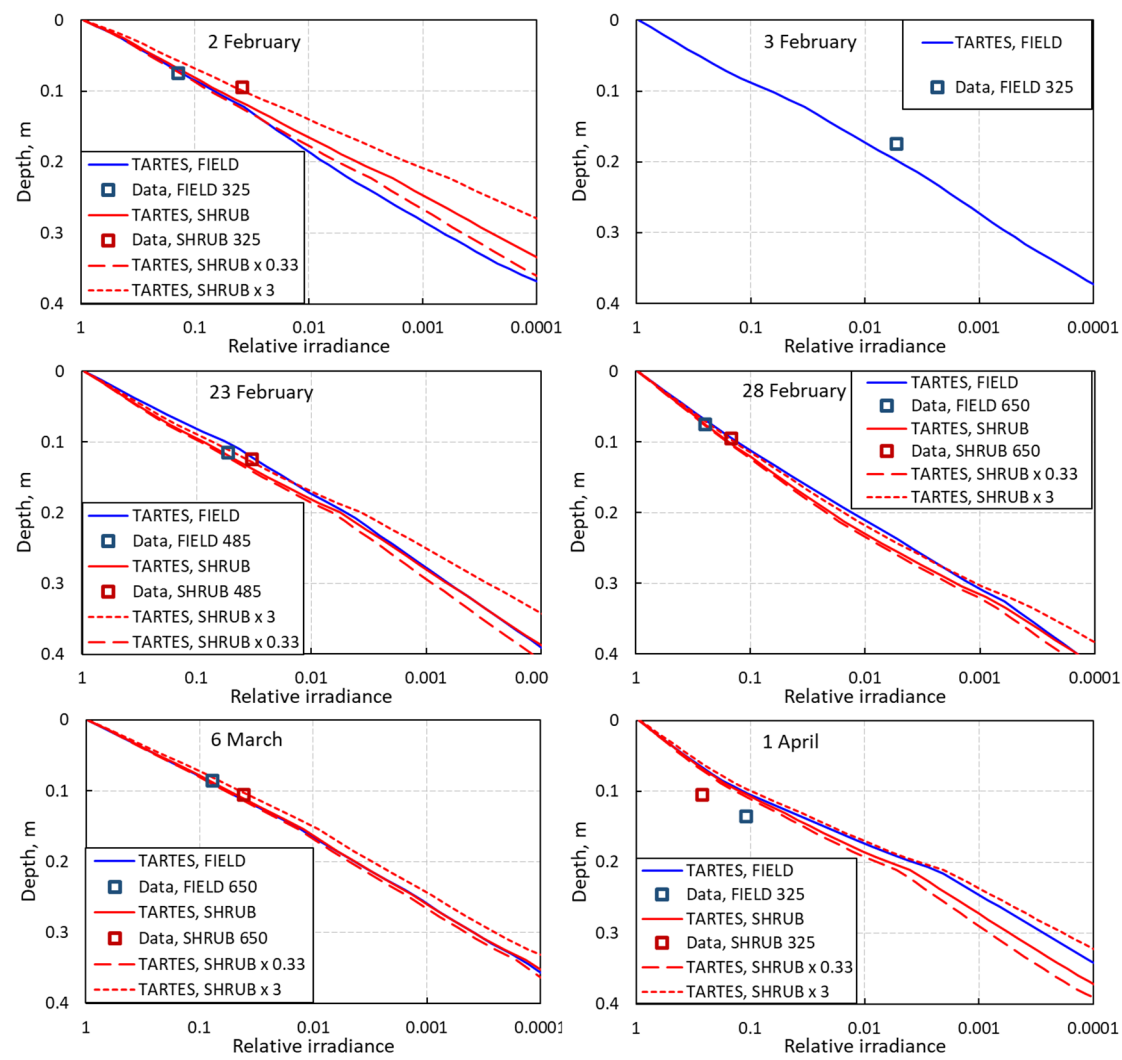 2 February
0
0.1
0.2
0.3
0.4
Depth, m
TARTES, FIELD
Data, FIELD 325
TARTES, SHRUB
Data, SHRUB 325
TARTES, SHRUB x 0.33
TARTES, SHRUB x 3
1 0.1 0.01 0.001 0.0001
Relative irradiance
3 February
0
0.1
0.2
0.3
0.4
Depth, m
TARTES, FIELD
Data, FIELD 325
1 0.1 0.01 0.001 0.0001
Relative irradiance
23 February
0
0.1
0.2
0.3
0.4
Depth, m
TARTES, FIELD
Data, FIELD 485
TARTES, SHRUB
Data, SHRUB 485
TARTES, SHRUB x 3
TARTES, SHRUB x 0.33
1 0.1 0.01 0.001 0.00
Relative irradiance
28 February
0
0.1
0.2
0.3
0.4
Depth, m
TARTES, FIELD
Data, FIELD 650
TARTES, SHRUB
Data, SHRUB 650
TARTES, SHRUB x 0.33
TARTES, SHRUB x 3
1 0.1 0.01 0.001 0.0001
Relative irradiance
6 March
0
0.1
0.2
0.3
0.4
Depth, m
TARTES, FIELD
Data, FIELD 650
TARTES, SHRUB
Data, SHRUB 650
TARTES, SHRUB x 0.33
TARTES, SHRUB x 3
1 0.1 0.01 0.001 0.0001
Relative irradiance
1 April
0
0.1
0.2
0.3
0.4
Depth, m
TARTES, FIELD
Data, FIELD 325
TARTES, SHRUB
Data, SHRUB 325
TARTES, SHRUB x 0.33
TARTES, SHRUB x 3
1 0.1 0.01 0.001 0.0001
Relative irradiance